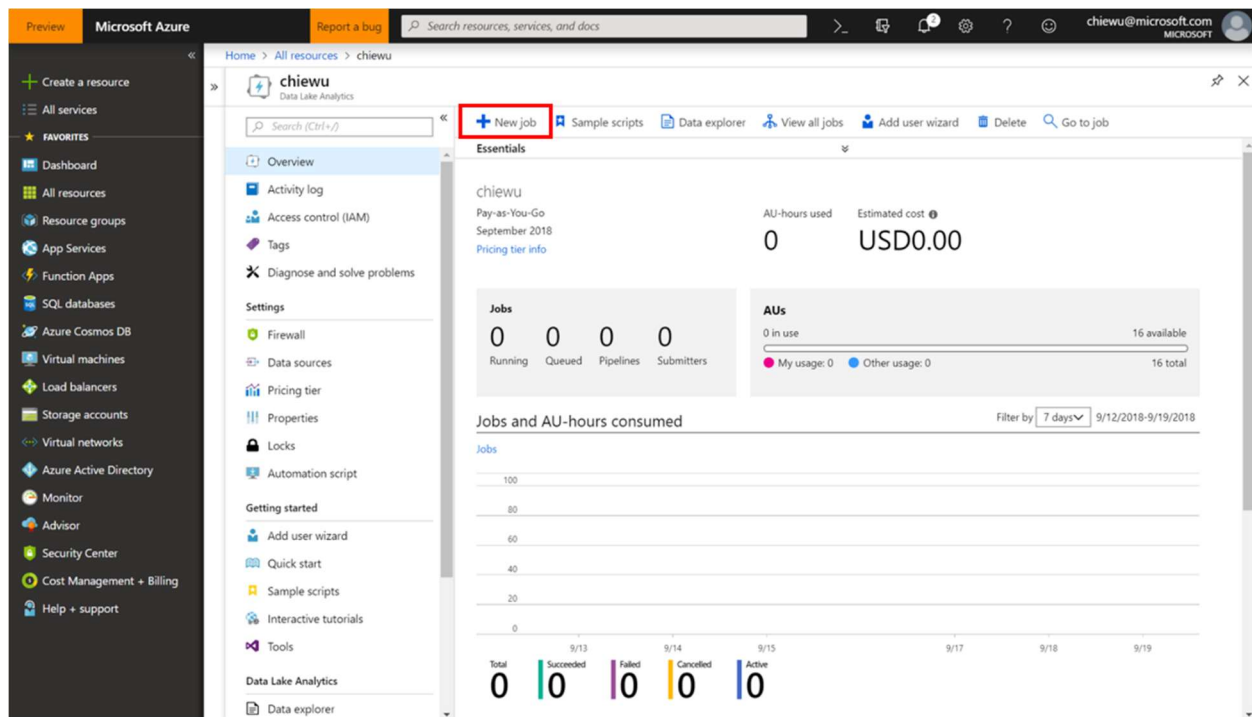 Preview Microsoft Azure Report a bug Search resources, services, and docs >_ 2 ? chiewu@microsoft.com
MICROSOFT
Home > All resources > chiewu
Create a resource
All services
FAVORITES
Dashboard
All resources
Resource groups
App Services
Function Apps
SQL databases
Azure Cosmos DB
Virtual machines
Load balancers
Storage accounts
Virtual networks
Azure Active Directory
Monitor
Advisor
Security Center
Cost Management + Billing
Help + support
chiewu
Data Lake Analytics
Search (Ctrl+/)
Overview
Activity log
Access control (IAM)
Tags
Diagnose and solve problems
Settings
Firewall
Data sources
Pricing tier
Properties
Locks
Automation script
Getting started
Add user wizard
Quick start
Sample scripts
Interactive tutorials
Tools
Data Lake Analytics
Data explorer
New job Sample scripts Data explorer View all jobs Add user wizard Delete Go to job
Essentials
chiewu
Pay-as-You-Go
September 2018
Pricing tier info
AU-hours used
0
Estimated cost
USD0.00
Jobs
0 0 0 0
Running Queued Pipelines Submitters
AUs
0 in use 16 available
My usage: 0 Other usage: 0 16 total
Jobs and AU-hours consumed Filter by 7 days 9/12/2018-9/19/2018
Jobs
100
80
60
40
20
0
9/13 9/14 9/15 9/17 9/18 9/19
Total Succeeded Failed Cancelled Active
0 0 0 0 0